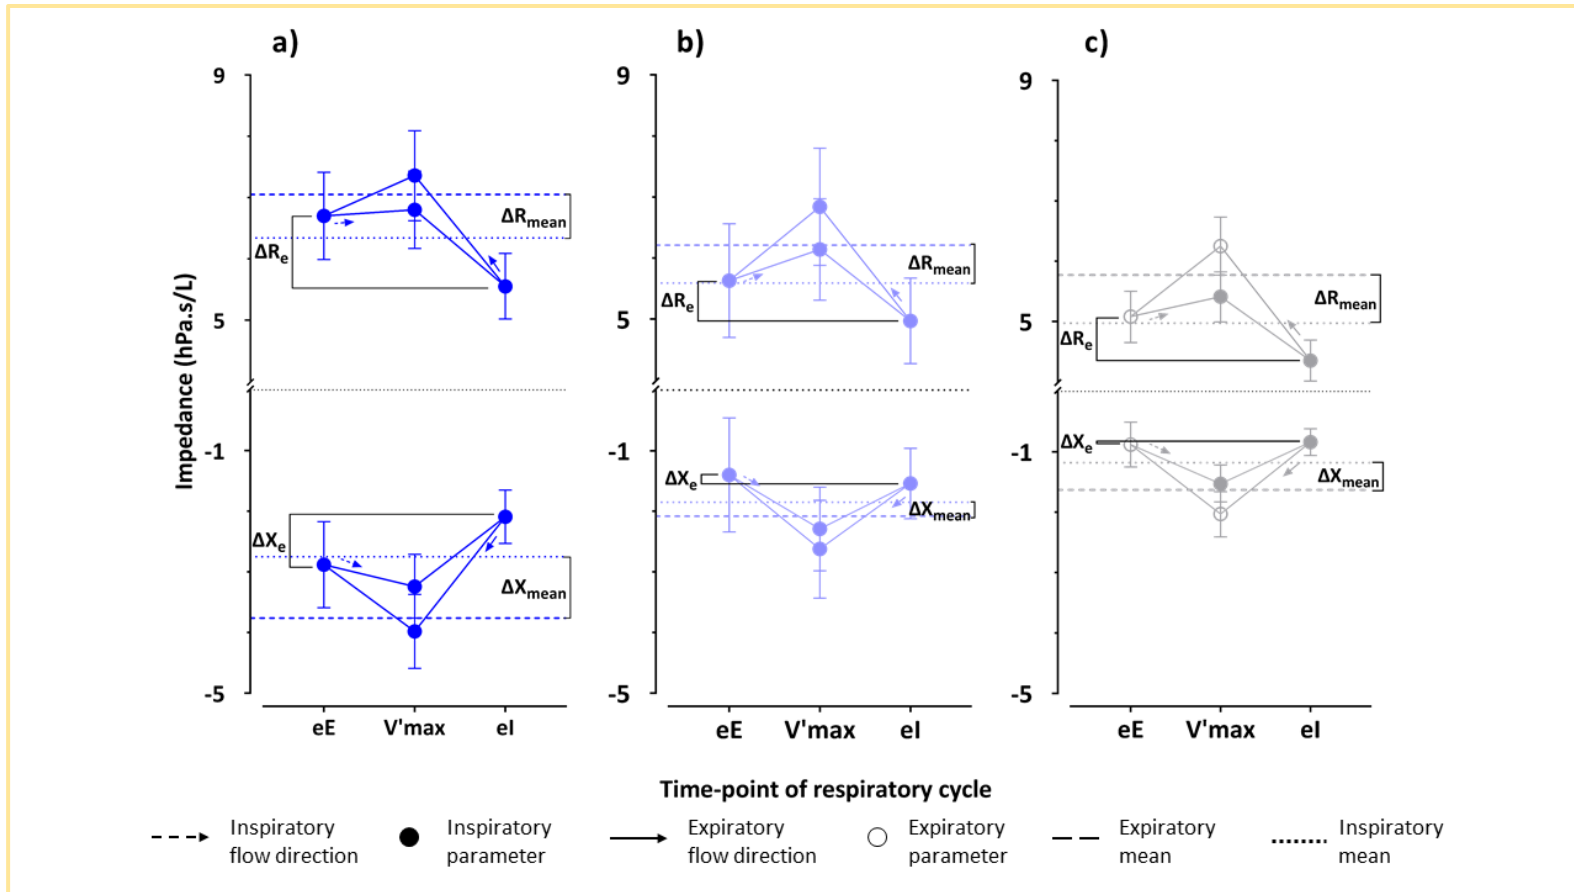 a)
b)
c)
Impedance (hPa.s/L)
9
5
-1
-5
ΔRmean
ΔRe
ΔXe
ΔXmean
eE V'max eI
9
5
-1
-5
ΔRmean
ΔRe
ΔXe
ΔXmean
eE V'max eI
9
5
-1
-5
ΔRmean
ΔRe
ΔXe
ΔXmean
eE V'max eI
Time-point of respiratory cycle
Inspiratory
flow direction
Inspiratory
parameter
Expiratory
flow direction
Expiratory
parameter
Expiratory
mean
Inspiratory
mean